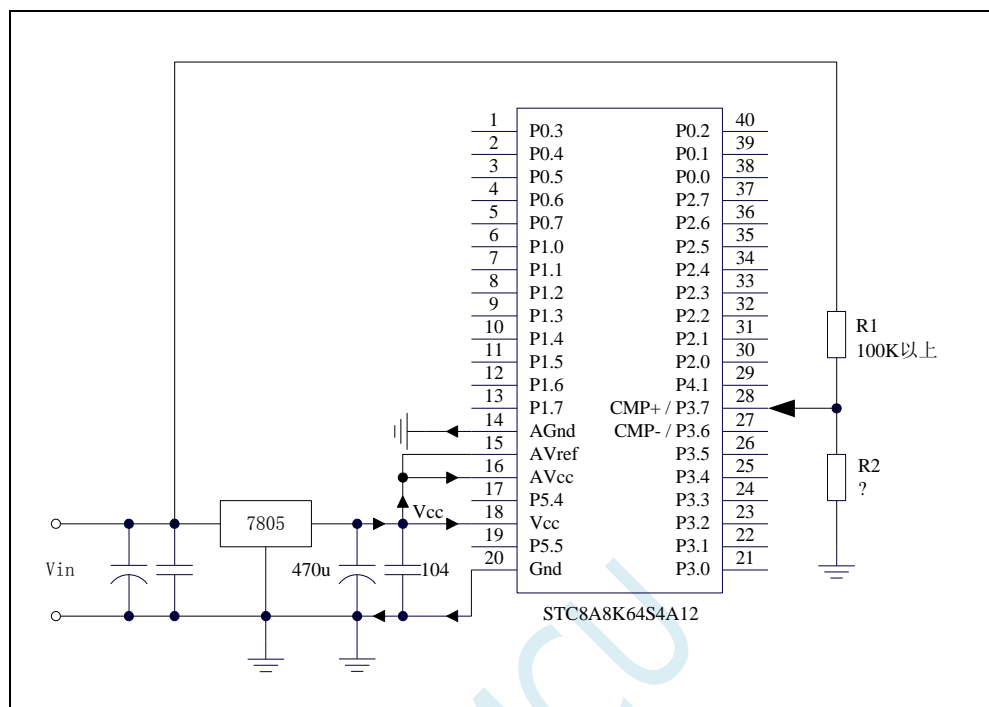 1 P0.3 P0.2 40
2 P0.4 P0.1 39
3 P0.5 P0.0 38
4 P0.6 P2.7 37
5 P0.7 P2.6 36
6 P1.0 P2.5 35
7 P1.1 P2.4 34
8 P1.2 P2.3 33
9 P1.3 P2.2 32
10 P1.4 P2.1 31
11 P1.5 P2.0 30
12 P1.6 P4.1 29
13 P1.7 CMP+ / P3.7 28
14 AGnd CMP- / P3.6 27
15 AVref P3.5 26
16 AVcc P3.4 25
17 P5.4 P3.3 24
18 Vcc P3.2 23
19 P5.5 P3.1 22
20 Gnd P3.0 21
R1
100K以上
R2
?
Vcc
7805
Vin
470u
104
STC8A8K64S4A12
MCU